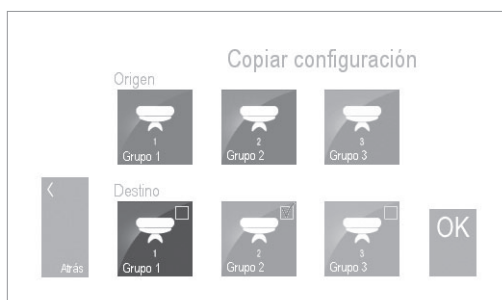 Copiar configuración
Origen
1
Grupo 1
2
Grupo 2
3
Grupo 3
<
Atrás
Destino
1
Grupo 1
2
Grupo 2
3
Grupo 3
OK